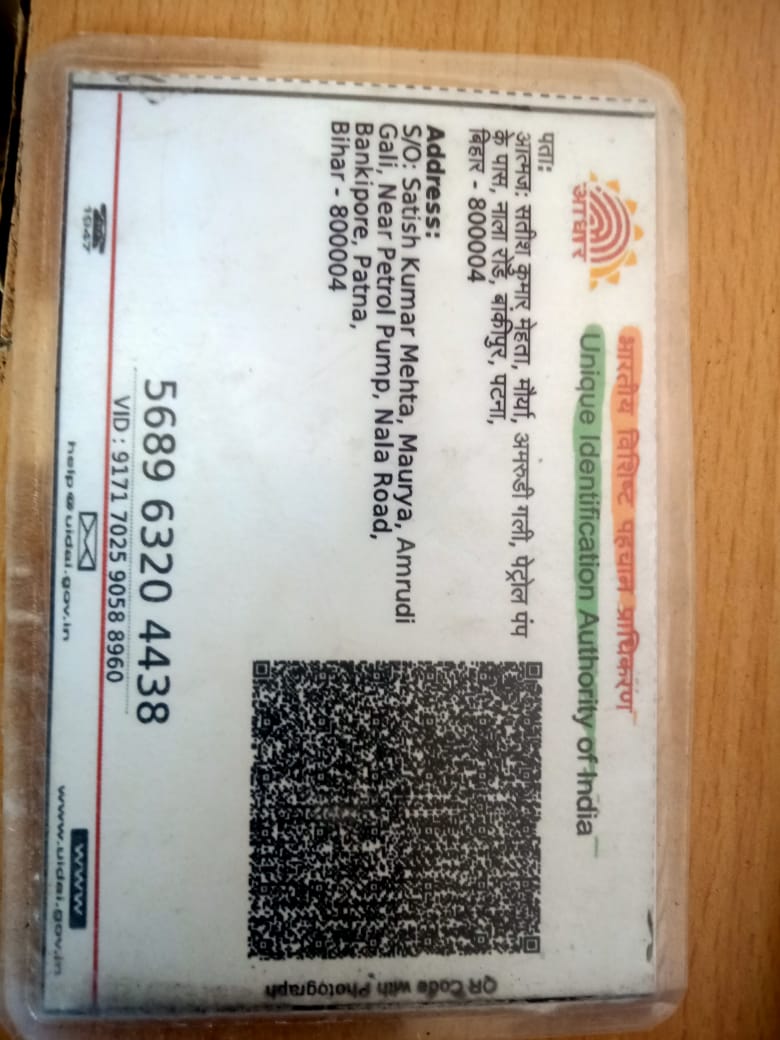 भारतीय विशिष्ट पहचान प्राधिकरण
Unique Identification Authority of India
आधार
पता:
आत्मज: सतीश कुमार मेहता, मौर्या, अमरुडी गली, पेट्रोल पंप
के पास, नाला रोड, बांकीपुर, पटना,
बिहार - 800004
Address:
S/O: Satish Kumar Mehta, Maurya, Amrudi
Gali, Near Petrol Pump, Nala Road,
Bankipore, Patna,
Bihar - 800004
QR Code with Photograph
5689 6320 4438
VID : 9171 7025 9058 8960
1947
help@uidai.gov.in
www
www.uidai.gov.in